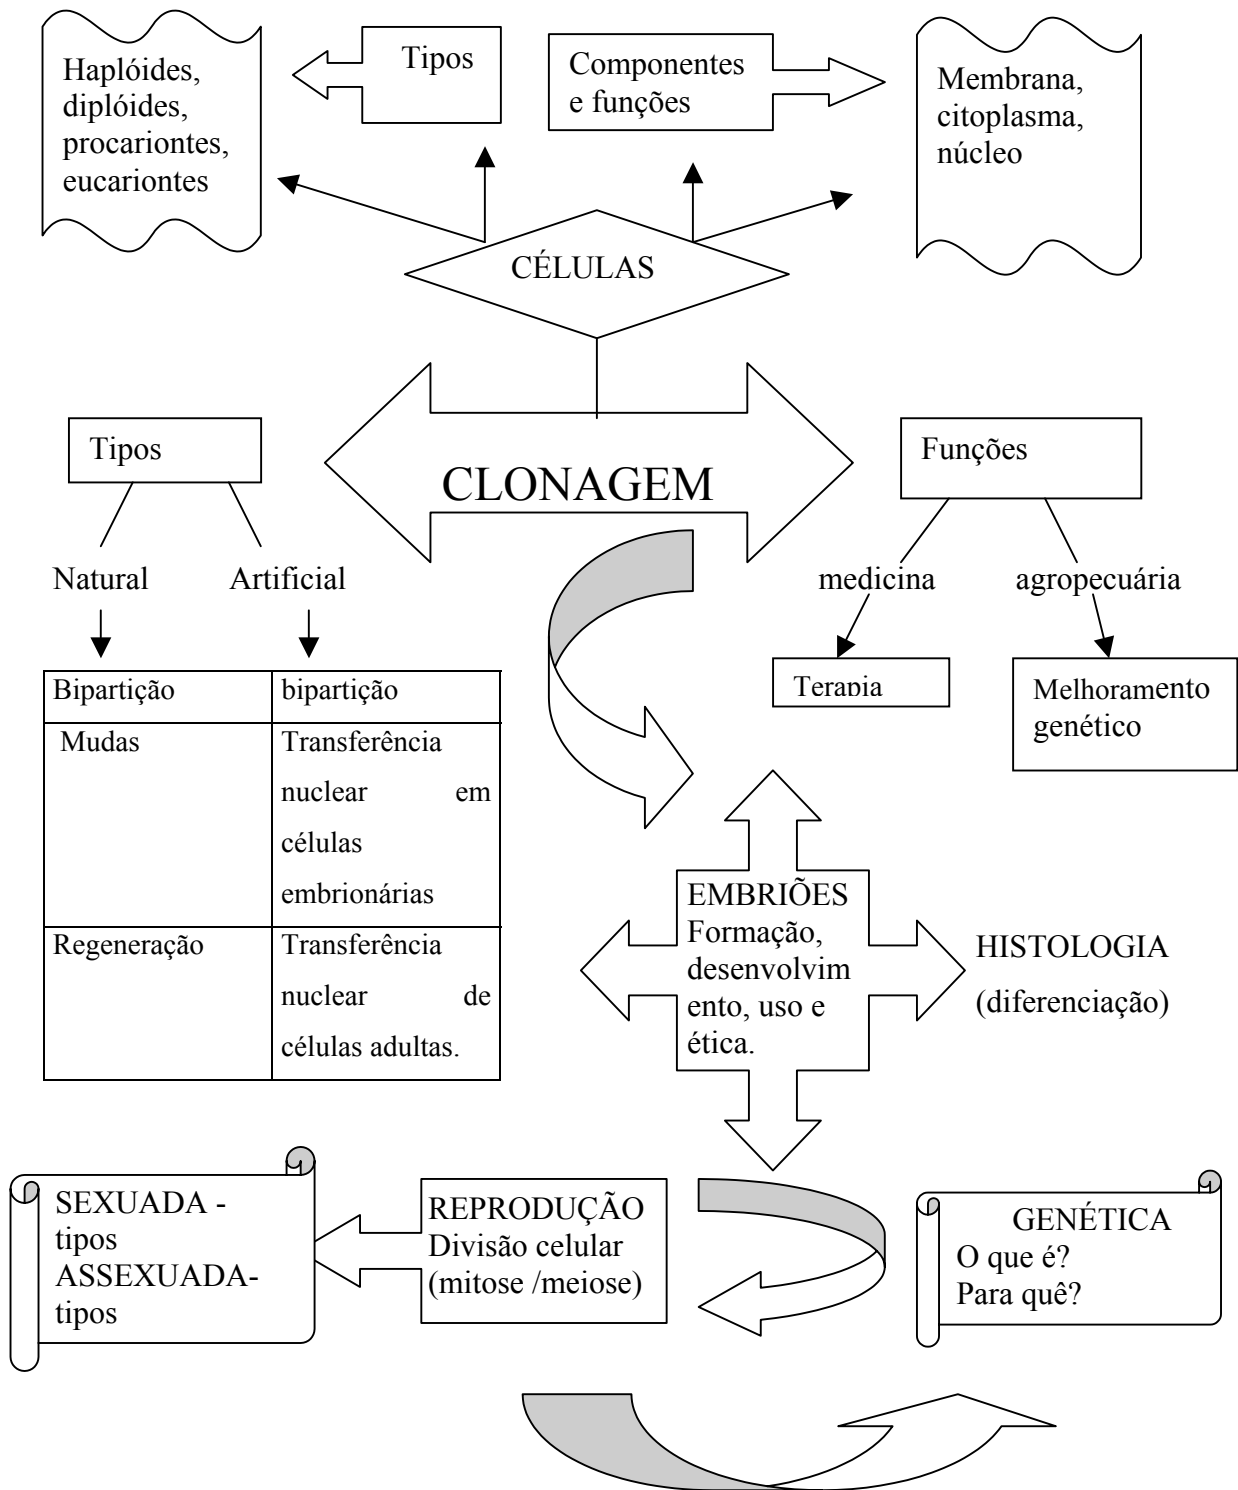 Haplóides,
diplóides,
procariontes,
eucariontes
Tipos
Componentes
e funções
Membrana,
citoplasma,
núcleo
CÉLULAS
CLONAGEM
Tipos
Natural
Artificial
Bipartição
bipartição
Mudas
Transferência
nuclear em
células
embrionárias
Regeneração
Transferência
nuclear de
células adultas.
Funções
medicina
agropecuária
Terapia
Melhoramento
genético
EMBRIÕES
Formação,
desenvolvim
ento, uso e
ética.
HISTOLOGIA
(diferenciação)
SEXUADA -
tipos
ASSEXUADA-
tipos
REPRODUÇÃO
Divisão celular
(mitose /meiose)
GENÉTICA
O que é?
Para quê?